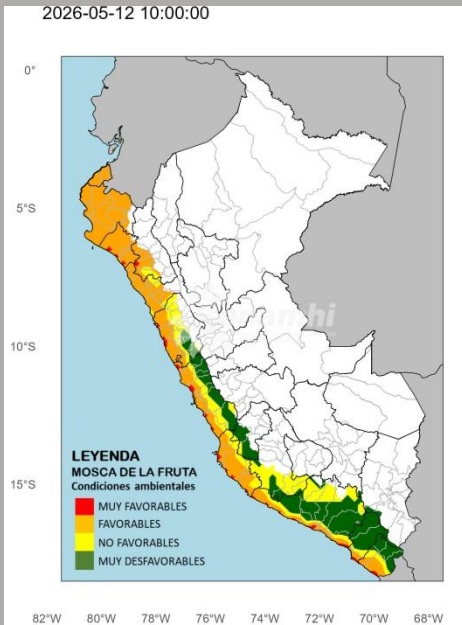 2026-05-12 10:00:00
0°
5°S
10°S
15°S
LEYENDA
MOSCA DE LA FRUTA
Condiciones ambientales
MUY FAVORABLES
FAVORABLES
NO FAVORABLES
MUY DESFAVORABLES
82°W 80°W 78°W 76°W 74°W 72°W 70°W 68°W